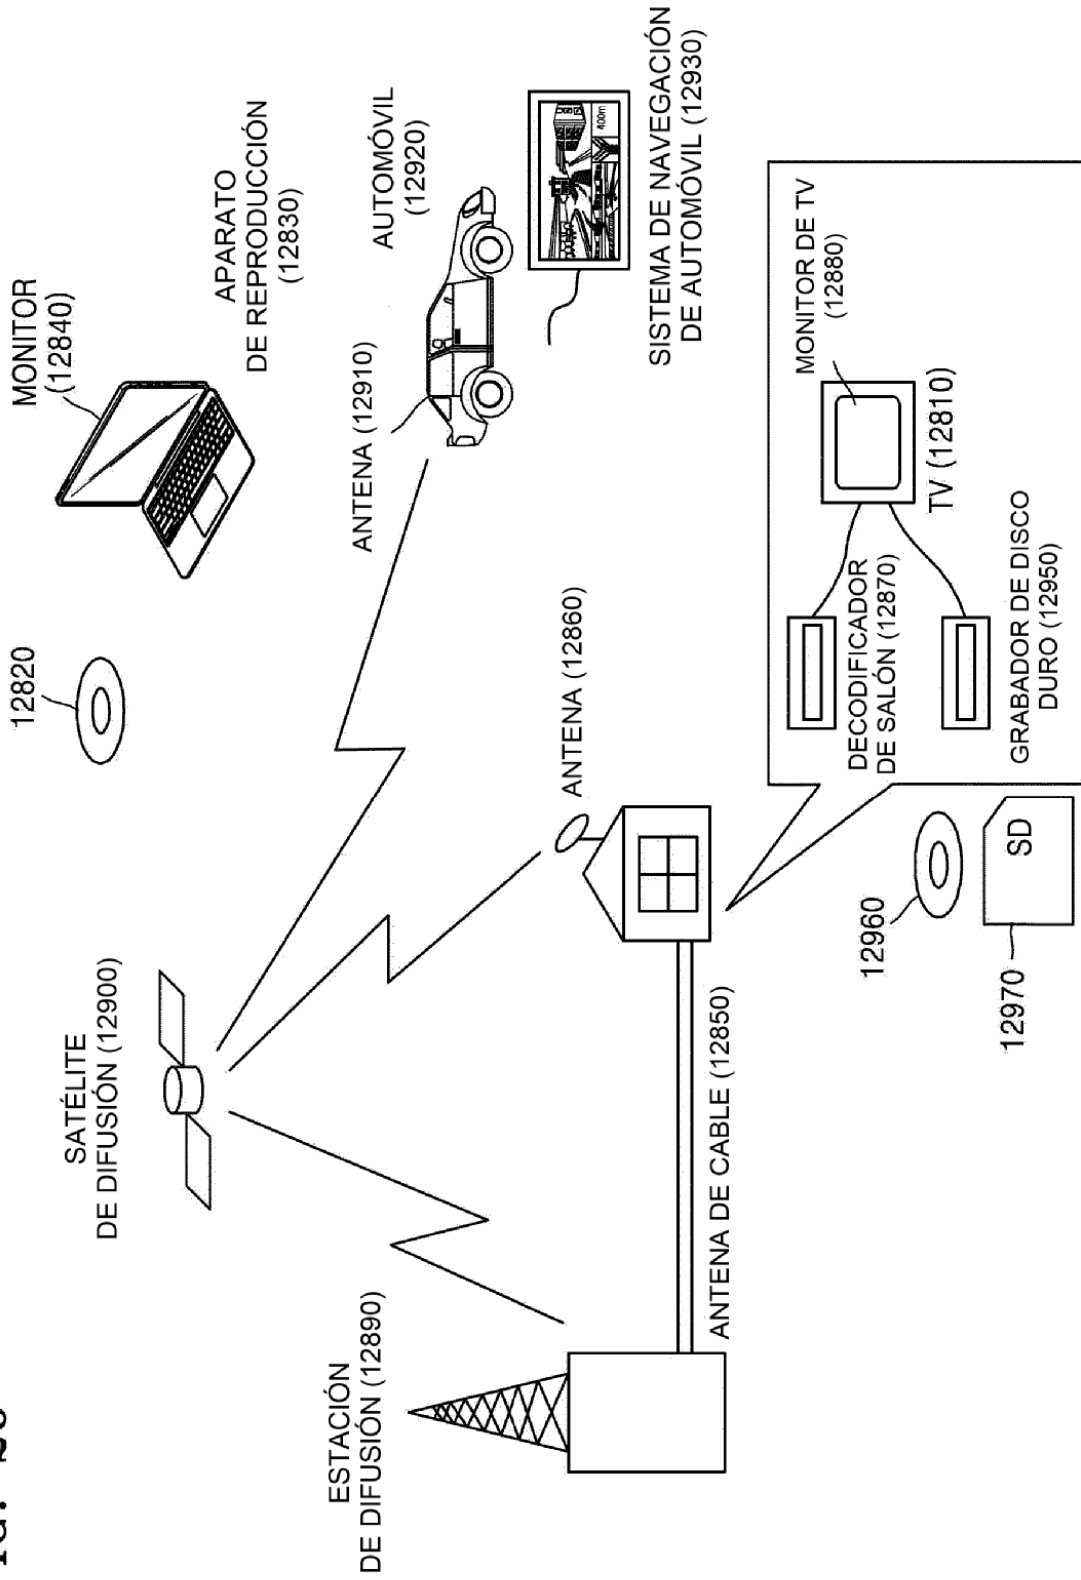 ESTACIÓN
DE DIFUSIÓN (12890)
SATÉLITE
DE DIFUSIÓN (12900)
12820
MONITOR
(12840)
APARATO
DE REPRODUCCIÓN
(12830)
ANTENA (12910)
AUTOMÓVIL
(12920)
400m
SISTEMA DE NAVEGACIÓN
DE AUTOMÓVIL (12930)
ANTENA (12860)
ANTENA DE CABLE (12850)
MONITOR DE TV
(12880)
TV (12810)
DECODIFICADOR
DE SALÓN (12870)
GRABADOR DE DISCO
DURO (12950)
12960
SD
12970